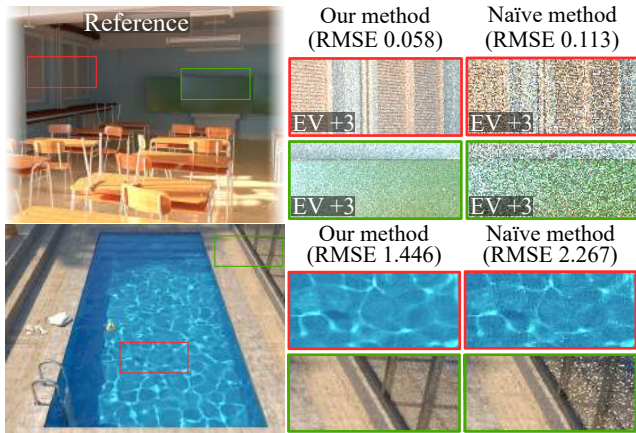 Reference
Our method
(RMSE 0.058)
Naïve method
(RMSE 0.113)
EV +3
EV +3
EV +3
EV +3
Our method
(RMSE 1.446)
Naïve method
(RMSE 2.267)